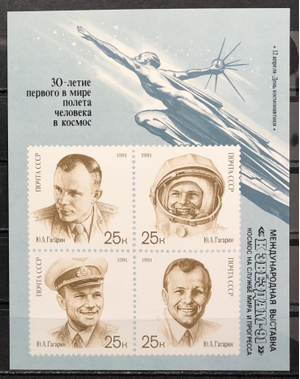 30-летие
первого в мире
полета
человека
в космос
• 12 апреля - День космонавтики •
ПОЧТА СССР
1991
Ю.А.Гагарин
25к
ПОЧТА СССР
1991
Ю.А.Гагарин
25к
ПОЧТА СССР
1991
Ю.А.Гагарин
25к
ПОЧТА СССР
1991
Ю.А.Гагарин
25к
МЕЖДУНАРОДНАЯ ВЫСТАВКА
«К ЗВЕЗДАМ-91»
КОСМОС: НА СЛУЖБЕ МИРА И ПРОГРЕССА